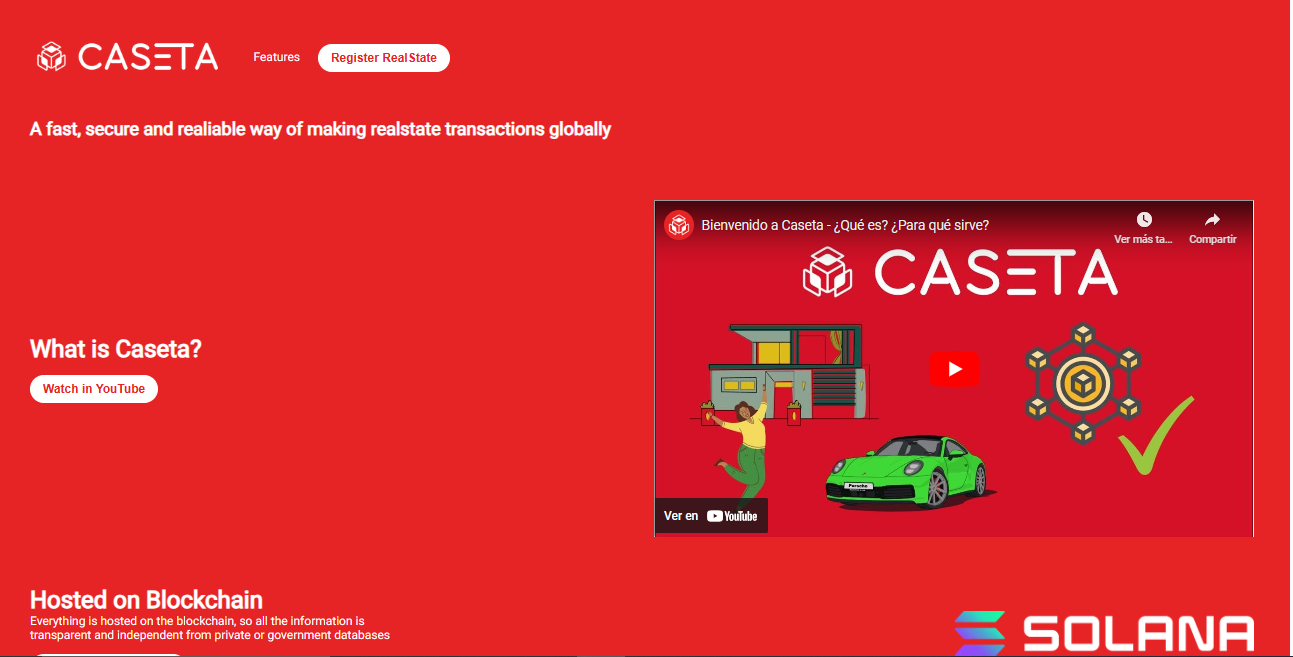 CASETA
Features
Register RealState
A fast, secure and realiable way of making realstate transactions globally
Bienvenido a Caseta - ¿Qué es? ¿Para qué sirve?
Ver más ta...
Compartir
CASETA
What is Caseta?
Watch in YouTube
Porsche
Ver en YouTube
Hosted on Blockchain
Everything is hosted on the blockchain, so all the information is
transparent and independent from private or government databases
SOLANA